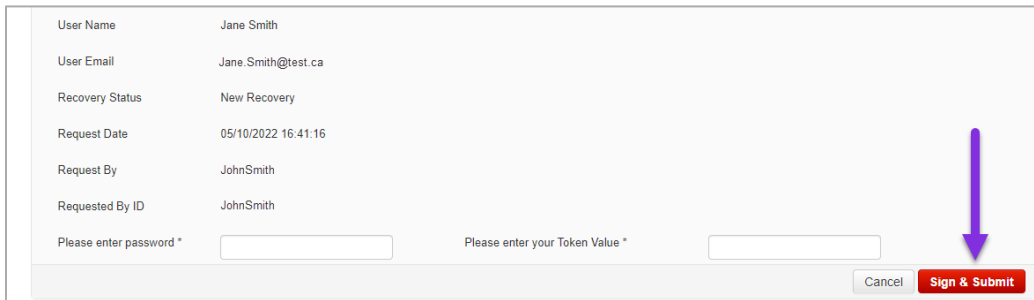 User Name Jane Smith
User Email Jane.Smith@test.ca
Recovery Status New Recovery
Request Date 05/10/2022 16:41:16
Request By JohnSmith
Requested By ID JohnSmith
Please enter password * Please enter your Token Value *
Cancel Sign & Submit